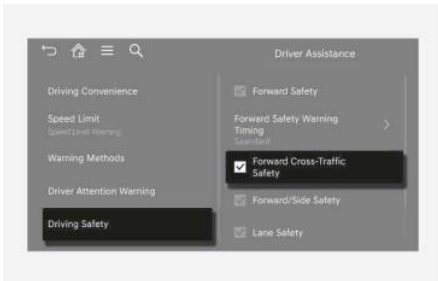 Driver Assistance
Driving Convenience
Speed Limit
Speed Limit Warning
Warning Methods
Driver Attention Warning
Driving Safety
Forward Safety
Forward Safety Warning
Timing
Standard
Forward Cross-Traffic
Safety
Forward/Side Safety
Lane Safety